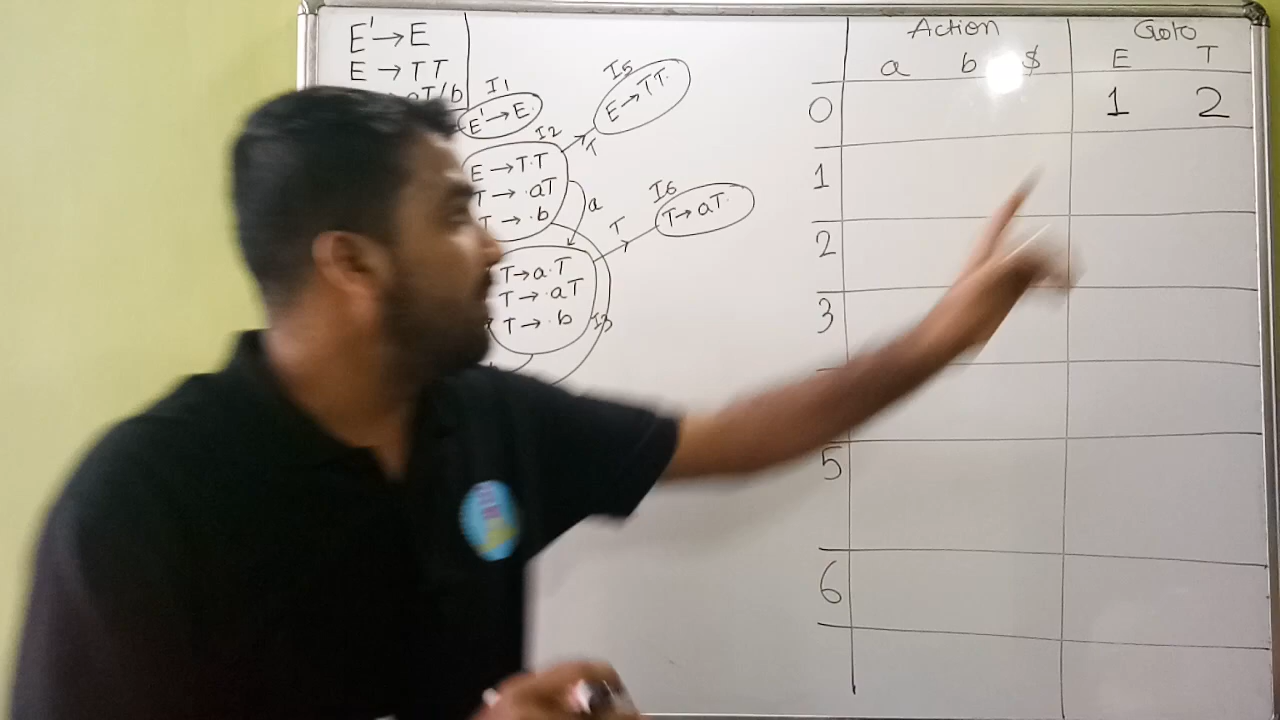 E' → E
E → TT
aT/b
I1
E' → E.
I2
E → T.T
T → .aT
T → .b
T
I5
E → TT.
a
T → a.T
T → .aT
T → .b
I3
T
I6
T → aT.
Action Goto
a b $ E T
0 1 2
1
2
3
5
6